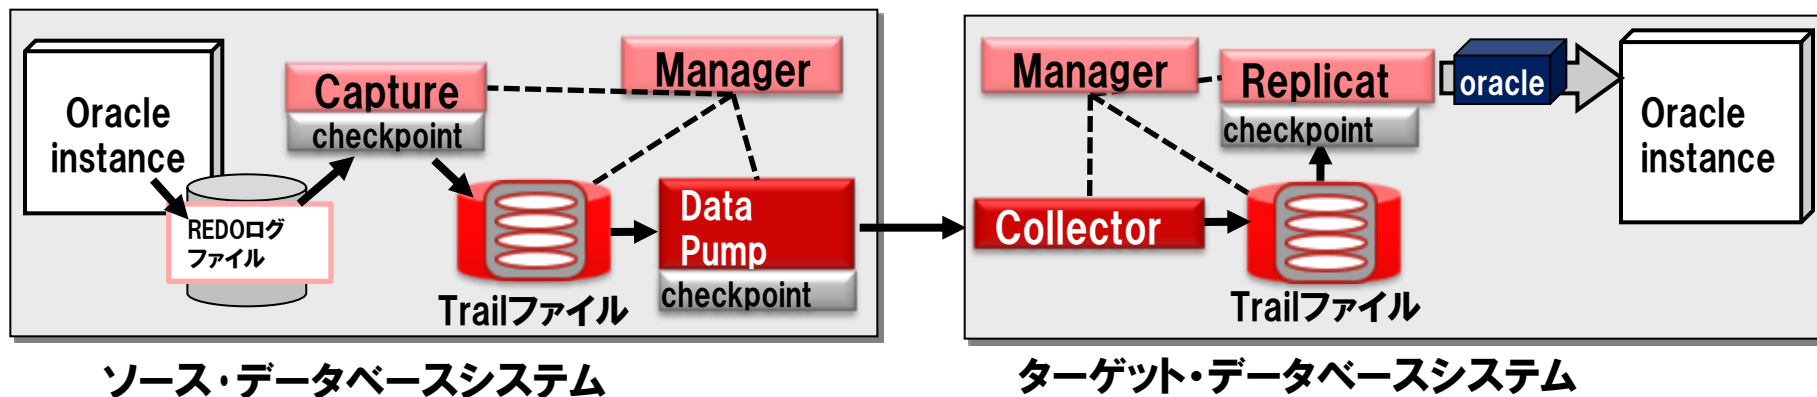 Oracle
instance
REDOログ
ファイル
Capture
checkpoint
Manager
Trailファイル
Data
Pump
checkpoint
ソース・データベースシステム
Manager
Collector
Replicat
checkpoint
Trailファイル
oracle
Oracle
instance
ターゲット・データベースシステム